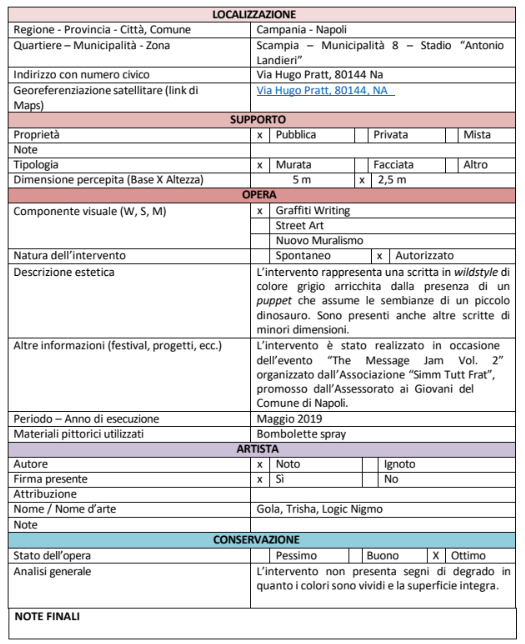 LOCALIZZAZIONE
Regione - Provincia - Città, Comune Campania - Napoli
Quartiere – Municipalità - Zona Scampia – Municipalità 8 – Stadio “Antonio
Landieri”
Indirizzo con numero civico Via Hugo Pratt, 80144 Na
Georeferenziazione satellitare (link di Via Hugo Pratt, 80144, NA
Maps)
SUPPORTO
Proprietà x Pubblica Privata Mista
Note
Tipologia x Murata Facciata Altro
Dimensione percepita (Base X Altezza) 5 m x 2,5 m
OPERA
Componente visuale (W, S, M) x Graffiti Writing
Street Art
Nuovo Muralismo
Natura dell’intervento Spontaneo x Autorizzato
Descrizione estetica L’intervento rappresenta una scritta in wildstyle di
colore grigio arricchita dalla presenza di un
puppet che assume le sembianze di un piccolo
dinosauro. Sono presenti anche altre scritte di
minori dimensioni.
Altre informazioni (festival, progetti, ecc.) L’intervento è stato realizzato in occasione
dell’evento “The Message Jam Vol. 2”
organizzato dall’Associazione “Simm Tutt Frat”,
promosso dall’Assessorato ai Giovani del
Comune di Napoli.
Periodo – Anno di esecuzione Maggio 2019
Materiali pittorici utilizzati Bombolette spray
ARTISTA
Autore x Noto Ignoto
Firma presente x Sì No
Attribuzione
Nome / Nome d’arte Gola, Trisha, Logic Nigmo
Note
CONSERVAZIONE
Stato dell’opera Pessimo Buono X Ottimo
Analisi generale L’intervento non presenta segni di degrado in
quanto i colori sono vividi e la superficie integra.
NOTE FINALI